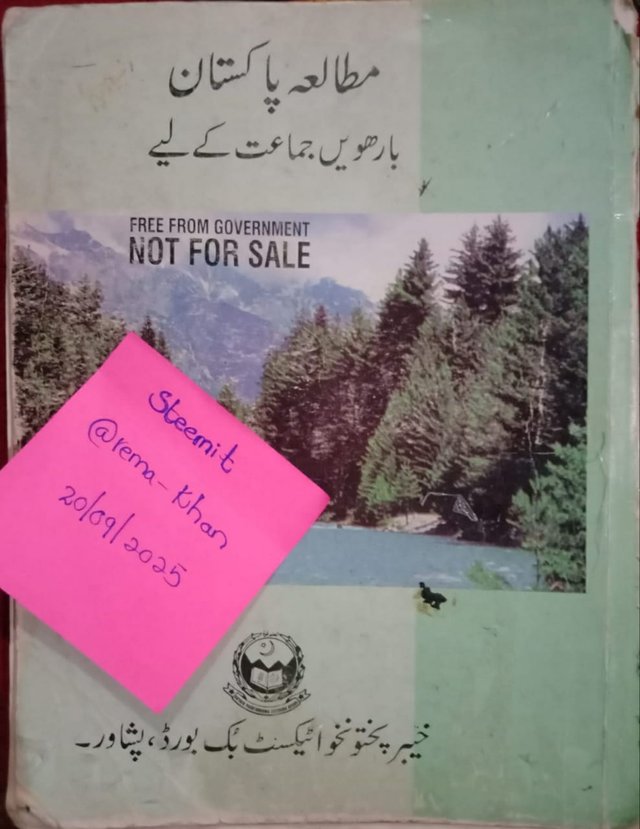 مطالعہ پاکستان
بارھویں جماعت کے لیے
FREE FROM GOVERNMENT
NOT FOR SALE
Steemit
@rema-khan
20/09/2025
خیبر پختونخوا ٹیکسٹ بُک بورڈ، پشاور۔